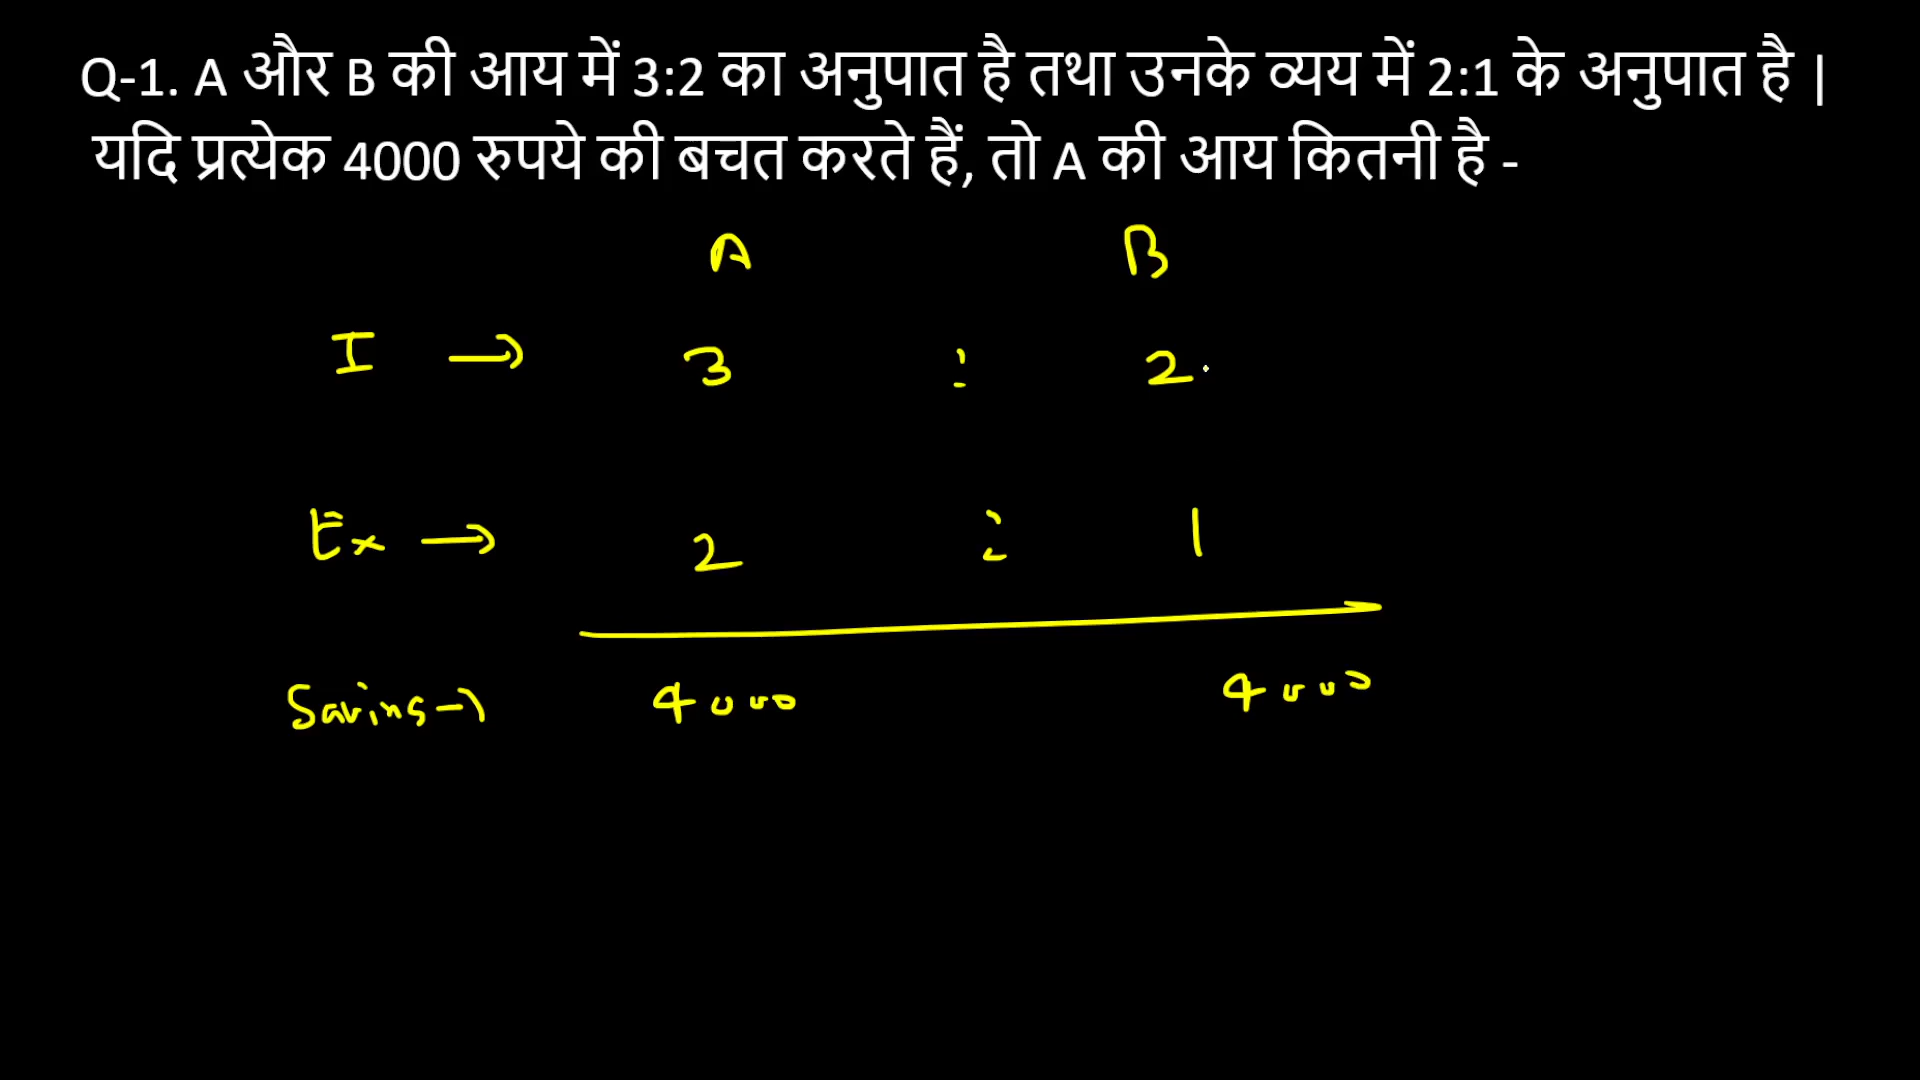 Q-1. A और B की आय में 3:2 का अनुपात है तथा उनके व्यय में 2:1 के अनुपात है |
यदि प्रत्येक 4000 रुपये की बचत करते हैं, तो A की आय कितनी है -
A B
I → 3 : 2
Ex → 2 : 1
Saving → 4000 4000